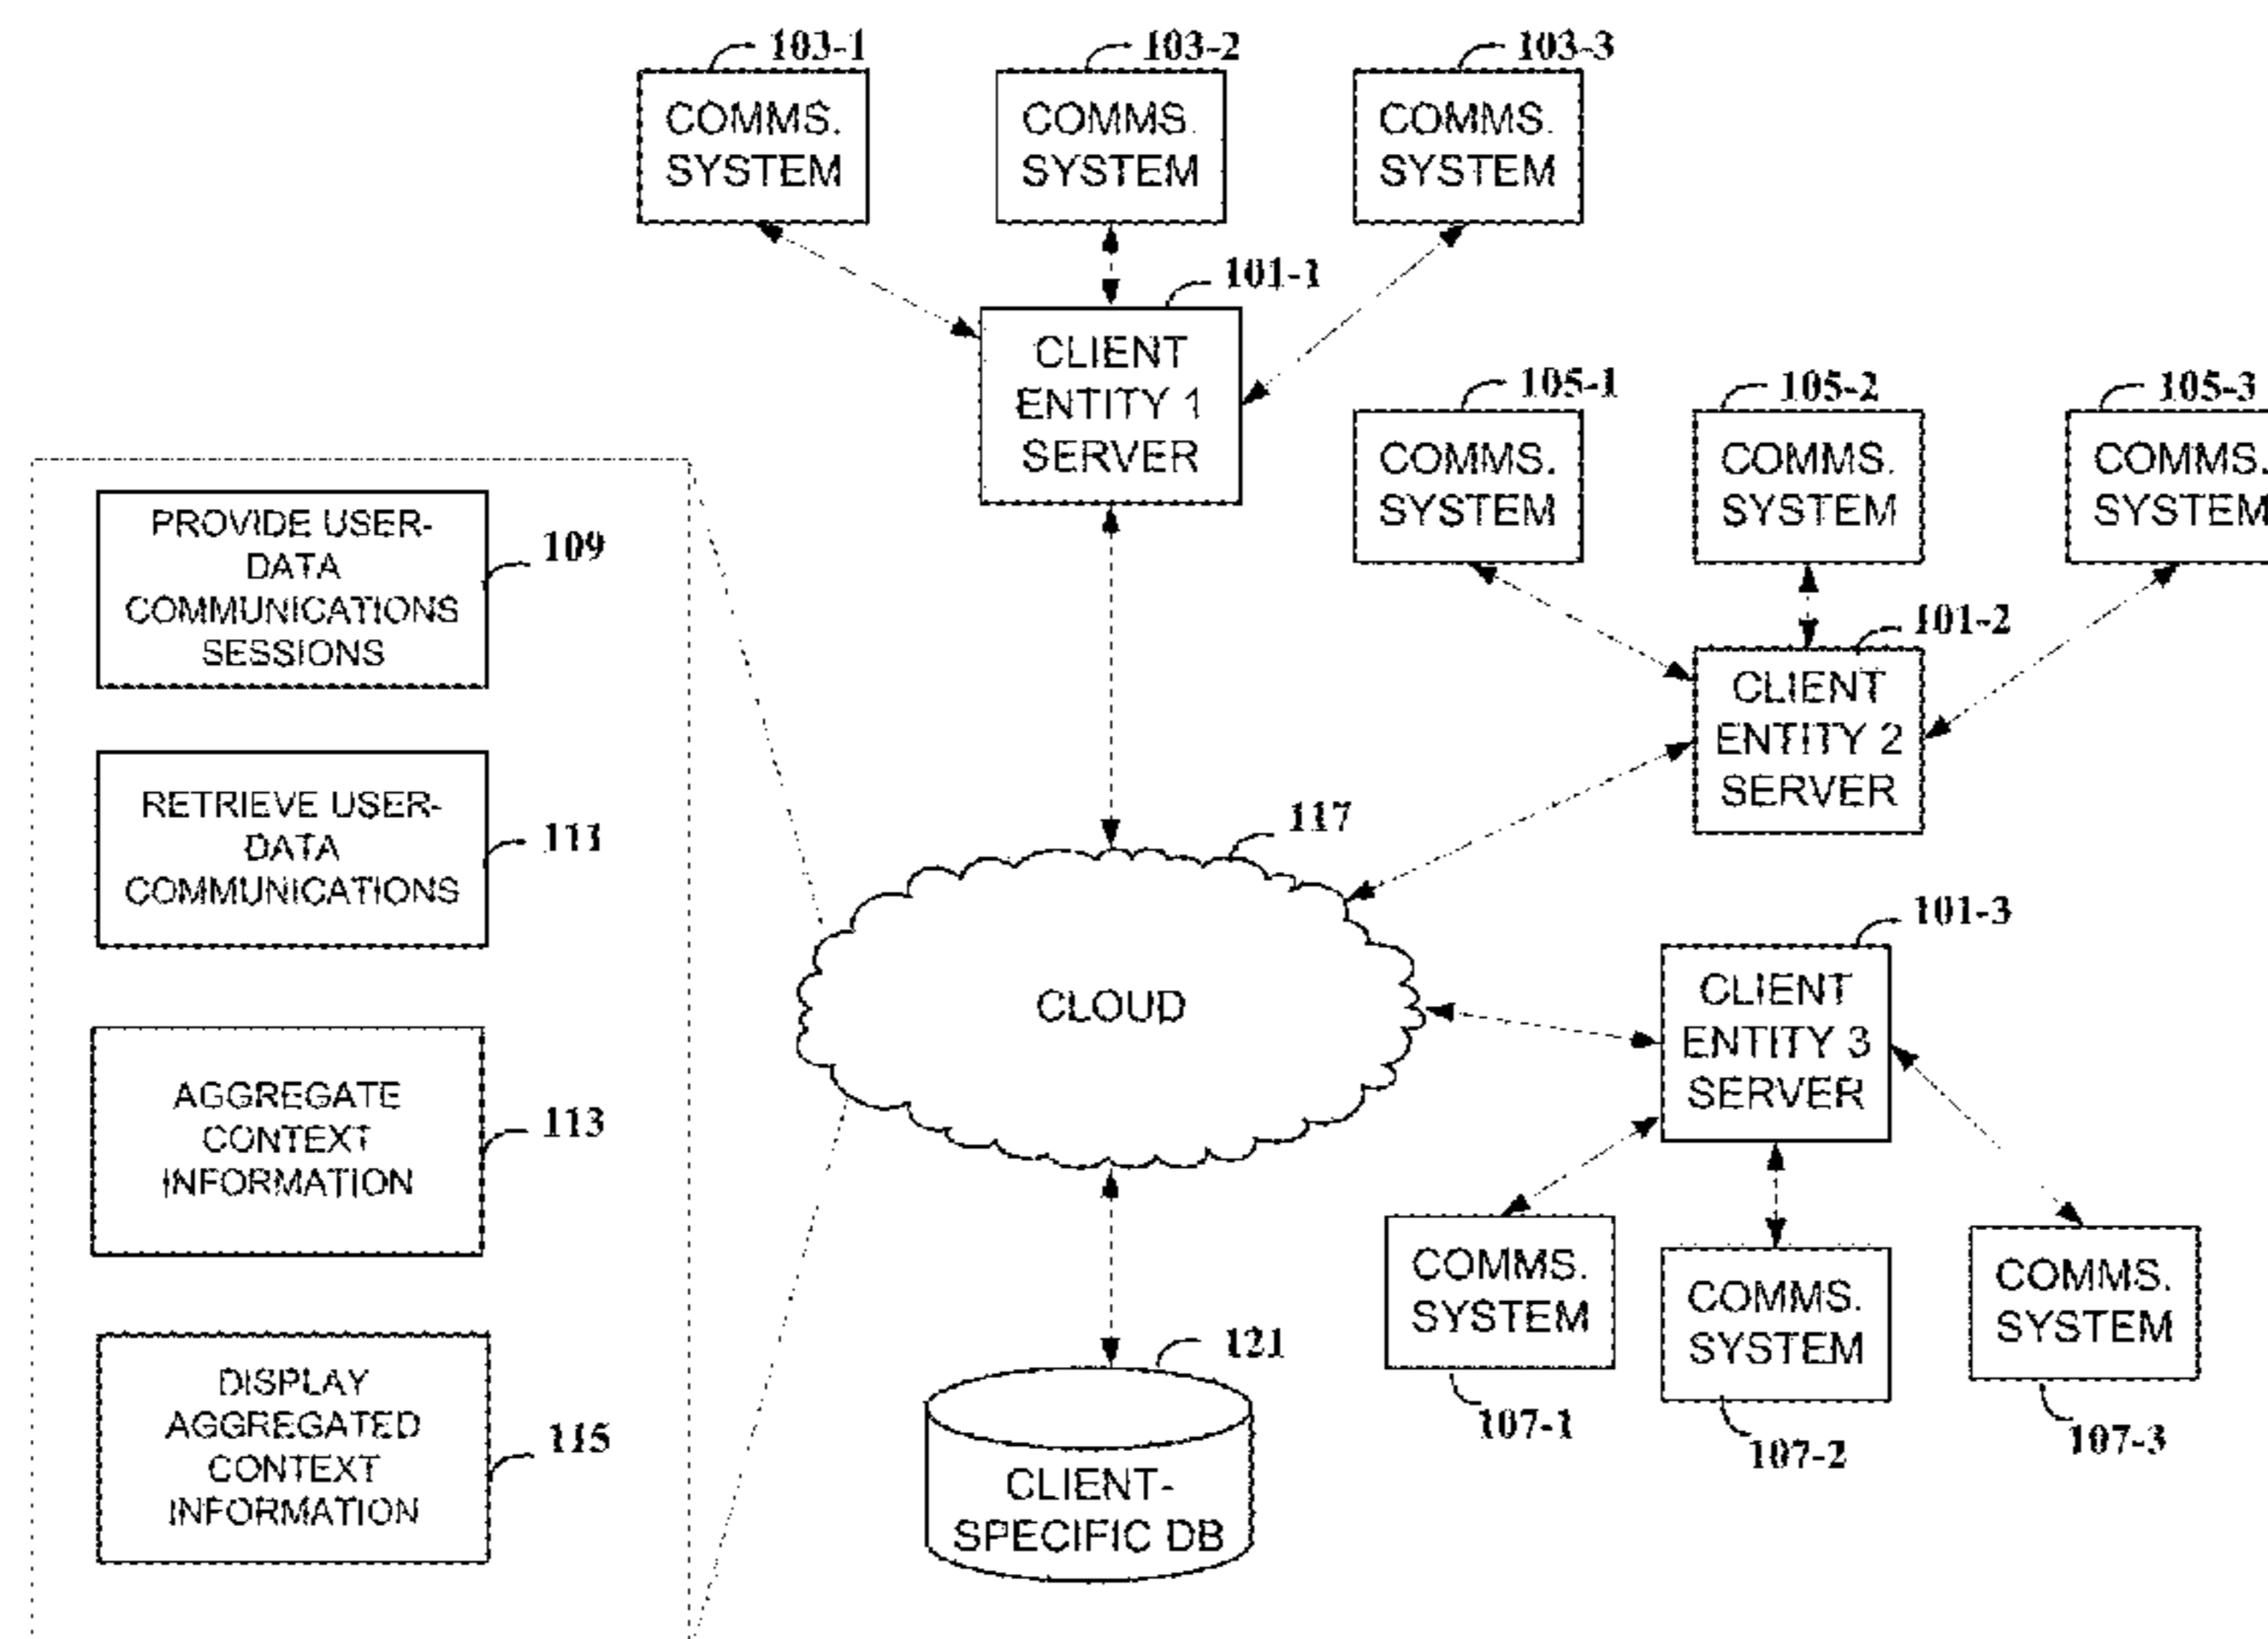 103-1
103-2
103-3
COMMS.
SYSTEM
COMMS.
SYSTEM
COMMS.
SYSTEM
101-1
CLIENT
ENTITY 1
SERVER
105-1
105-2
105-3
COMMS.
SYSTEM
COMMS.
SYSTEM
COMMS.
SYSTEM
101-2
CLIENT
ENTITY 2
SERVER
PROVIDE USER-
DATA
COMMUNICATIONS
SESSIONS
109
RETRIEVE USER-
DATA
COMMUNICATIONS
111
AGGREGATE
CONTEXT
INFORMATION
113
DISPLAY
AGGREGATED
CONTEXT
INFORMATION
115
117
CLOUD
101-3
CLIENT
ENTITY 3
SERVER
COMMS.
SYSTEM
107-1
COMMS.
SYSTEM
107-2
COMMS.
SYSTEM
107-3
121
CLIENT-
SPECIFIC DB